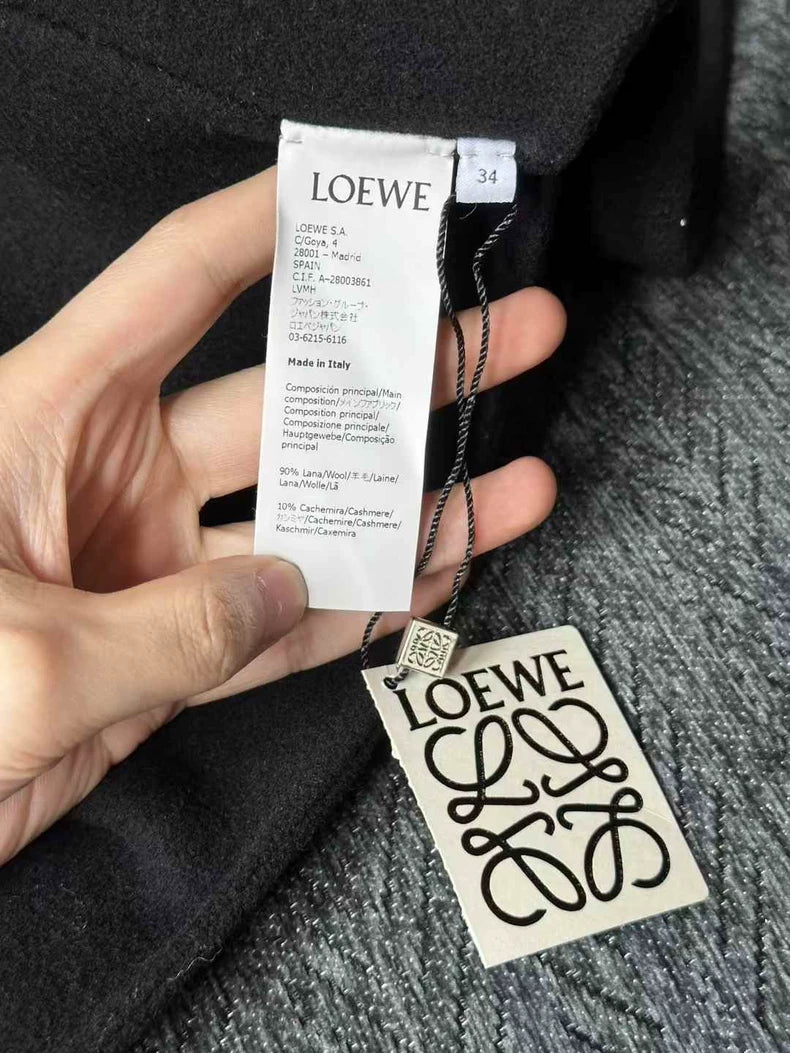 LOEWE
34
LOEWE S.A.
C/Goya, 4
28001 – Madrid
SPAIN
C.I.F. A–28003861
LVMH
ファッション・グループ・
ジャパン株式会社
ロエベジャパン
03-6215-6116
Made in Italy
Composición principal/Main
composition/メインファブリック/
Composition principal/
Composizione principale/
Hauptgewebe/Composição
principal
90% Lana/Wool/羊毛/Laine/
Lana/Wolle/Lã
10% Cachemira/Cashmere/
カシミヤ/Cachemire/Cashmere/
Kaschmir/Caxemira
LOEWE